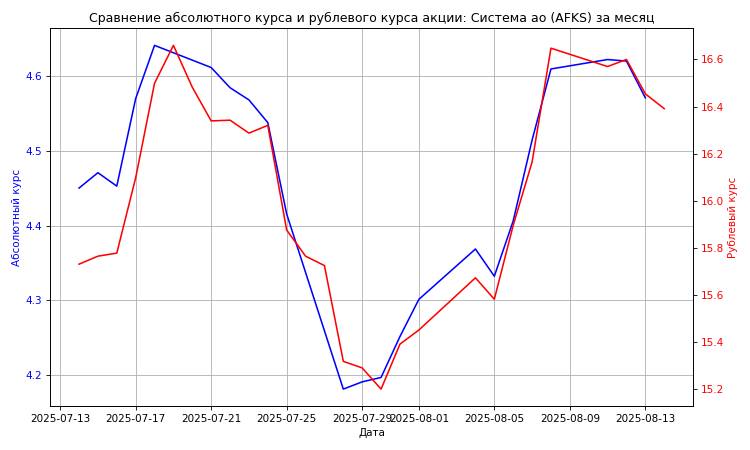 Сравнение абсолютного курса и рублевого курса акции: Система ао (AFKS) за месяц
Абсолютный курс
4.6
4.5
4.4
4.3
4.2
16.6
16.4
16.2
16.0
15.8
15.6
15.4
15.2
Рублевый курс
2025-07-13 2025-07-17 2025-07-21 2025-07-25 2025-07-29 2025-08-01 2025-08-05 2025-08-09 2025-08-13
Дата